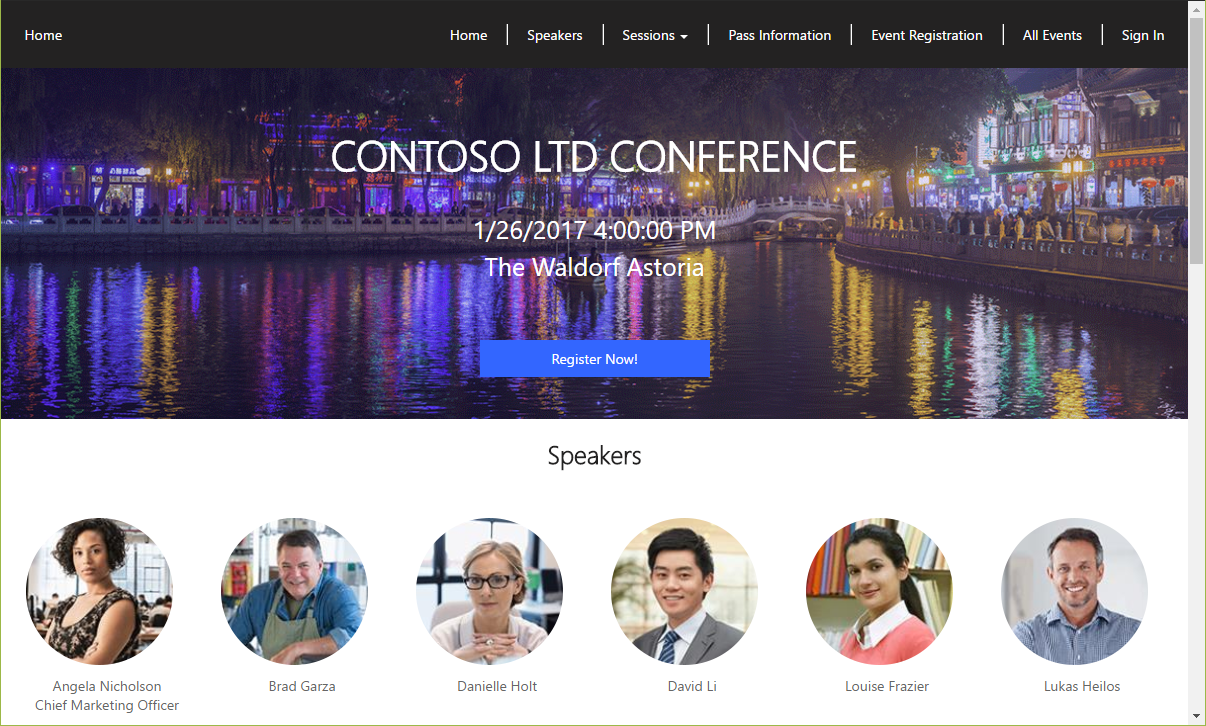 Home
Home
Speakers
Sessions
Pass Information
Event Registration
All Events
Sign In
CONTOSO LTD CONFERENCE
1/26/2017 4:00:00 PM
The Waldorf Astoria
Register Now!
Speakers
Angela Nicholson
Chief Marketing Officer
Brad Garza
Danielle Holt
David Li
Louise Frazier
Lukas Heilos